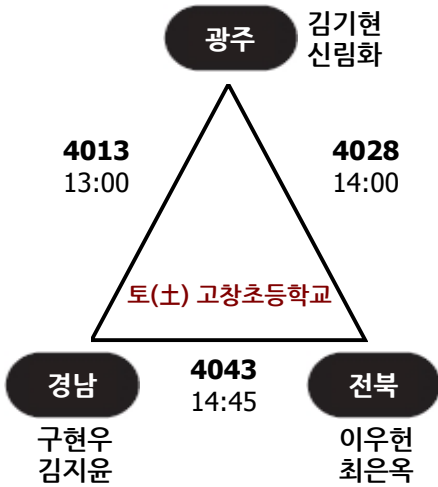 광주
김기현
신림화
4013
13:00
4028
14:00
토(土) 고창초등학교
경남
4043
14:45
전북
구현우
김지윤
이우헌
최은옥